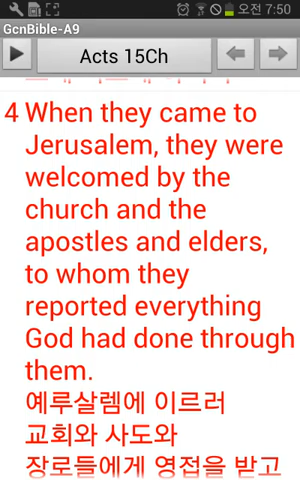 오전 7:50
GcnBible-A9
Acts 15Ch
4 When they came to
Jerusalem, they were
welcomed by the
church and the
apostles and elders,
to whom they
reported everything
God had done through
them.
예루살렘에 이르러
교회와 사도와
장로들에게 영접을 받고